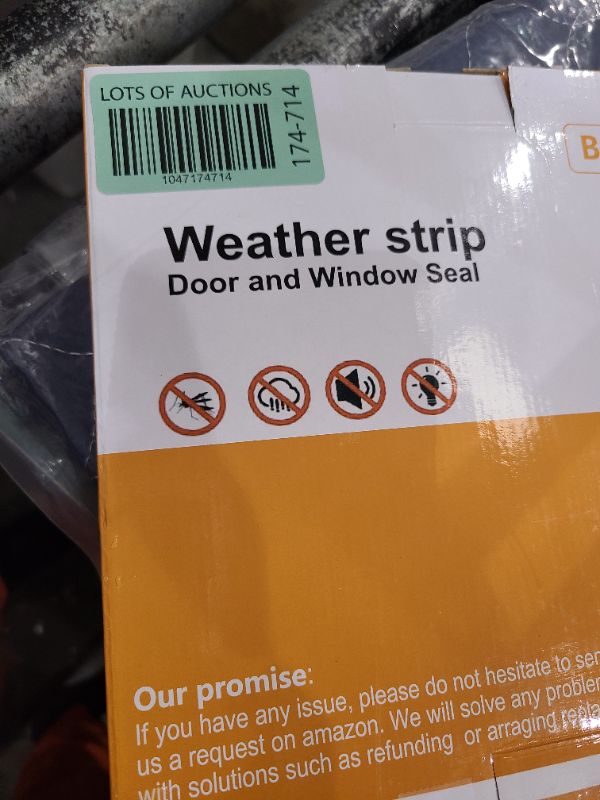 LOTS OF AUCTIONS
174-714
1047174714
B
Weather strip
Door and Window Seal
Our promise:
If you have any issue, please do not hesitate to
us a request on amazon. We will solve any
with solutions such as refunding or arraging